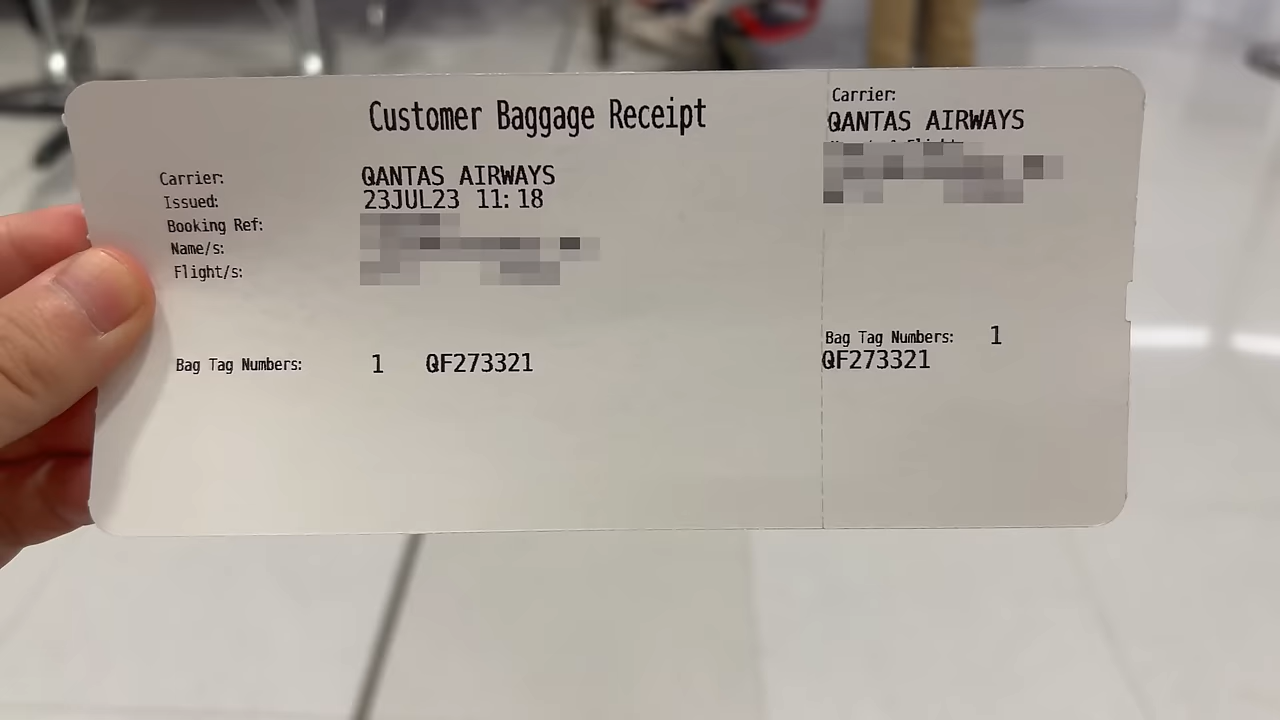 Customer Baggage Receipt
Carrier: QANTAS AIRWAYS
Issued: 23JUL23 11:18
Booking Ref:
Name/s:
Flight/s:
Bag Tag Numbers: 1 QF273321
Carrier:
QANTAS AIRWAYS
Bag Tag Numbers: 1
QF273321